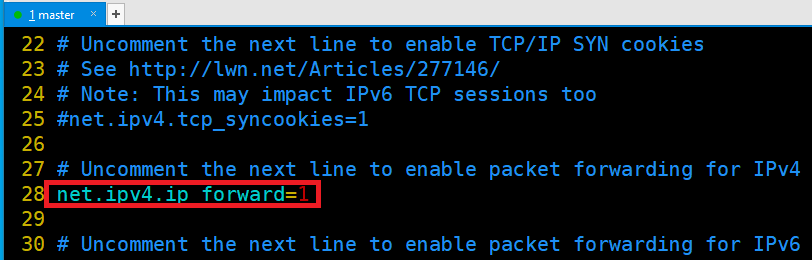 1 master × +
22 # Uncomment the next line to enable TCP/IP SYN cookies
23 # See http://lwn.net/Articles/277146/
24 # Note: This may impact IPv6 TCP sessions too
25 #net.ipv4.tcp_syncookies=1
26
27 # Uncomment the next line to enable packet forwarding for IPv4
28 net.ipv4.ip_forward=1
29
30 # Uncomment the next line to enable packet forwarding for IPv6